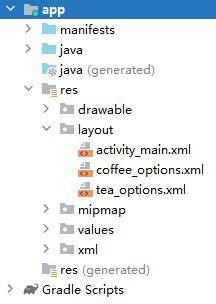 app
manifests
java
java (generated)
res
drawable
layout
activity_main.xml
coffee_options.xml
tea_options.xml
mipmap
values
xml
res (generated)
Gradle Scripts